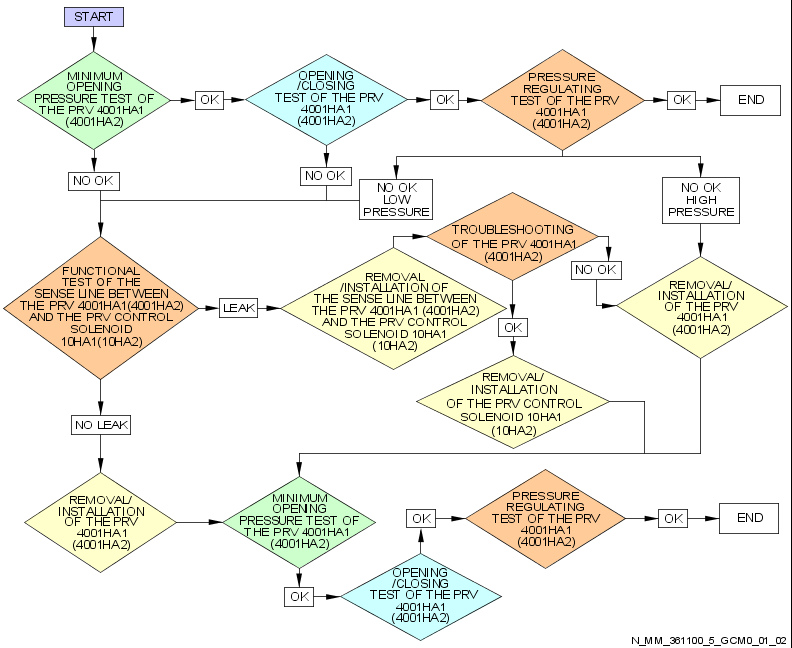 START
MINIMUM
OPENING
PRESSURE TEST OF
THE PRV 4001HA1
(4001HA2)
OK
OPENING
/CLOSING
TEST OF THE PRV
4001HA1
(4001HA2)
OK
PRESSURE
REGULATING
TEST OF THE PRV
4001HA1
(4001HA2)
OK
END
NO OK
NO OK
NO OK
LOW
PRESSURE
NO OK
HIGH
PRESSURE
FUNCTIONAL
TEST OF THE
SENSE LINE BETWEEN
THE PRV 4001HA1(4001HA2)
AND THE PRV CONTROL
SOLENOID
10HA1(10HA2)
LEAK
REMOVAL
/INSTALLATION OF
THE SENSE LINE BETWEEN
THE PRV 4001HA1 (4001HA2)
AND THE PRV CONTROL
SOLENOID 10HA1
(10HA2)
TROUBLESHOOTING
OF THE PRV 4001HA1
(4001HA2)
NO OK
REMOVAL/
INSTALLATION
OF THE PRV
4001HA1
(4001HA2)
OK
REMOVAL/
INSTALLATION
OF THE PRV CONTROL
SOLENOID 10HA1
(10HA2)
NO LEAK
REMOVAL/
INSTALLATION
OF THE PRV
4001HA1
(4001HA2)
MINIMUM
OPENING
PRESSURE TEST OF
THE PRV 4001HA1
(4001HA2)
OK
OPENING
/CLOSING
TEST OF THE PRV
4001HA1
(4001HA2)
OK
PRESSURE
REGULATING
TEST OF THE PRV
4001HA1
(4001HA2)
OK
END
N_MM_361100_5_GCM0_01_02